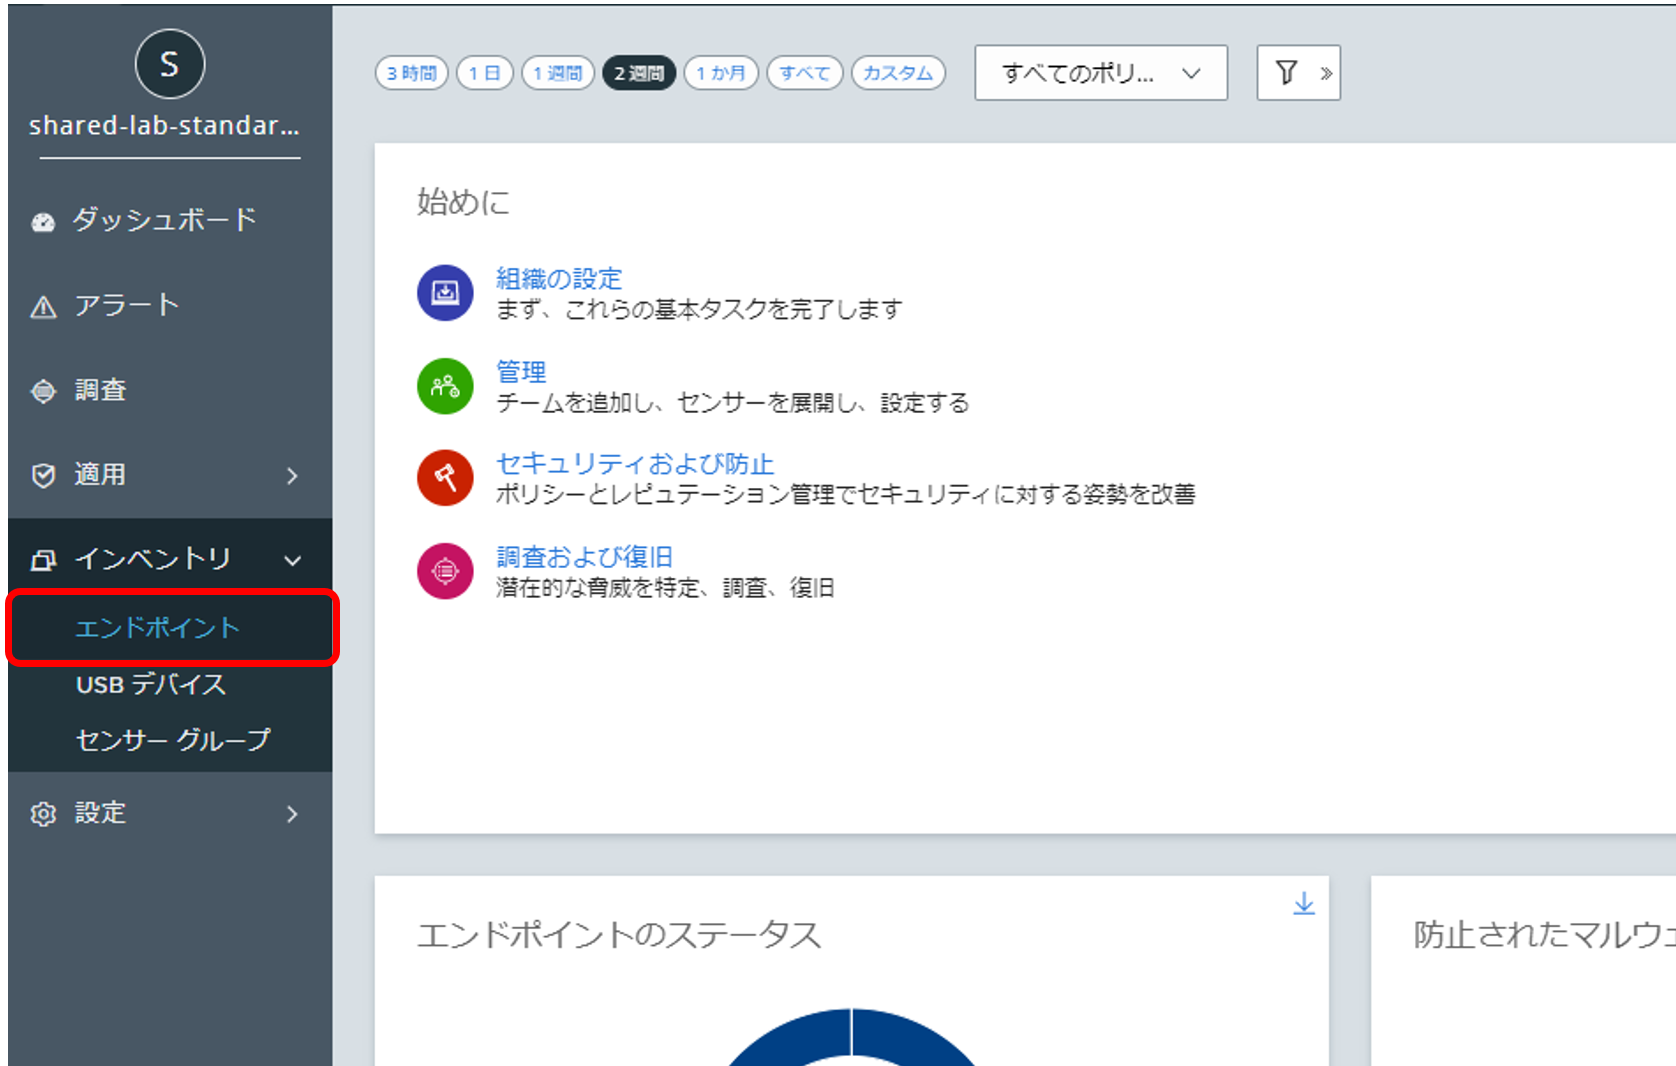 S
shared-lab-standar...
ダッシュボード
アラート
調査
適用
インベントリ
エンドポイント
USB デバイス
センサー グループ
設定
3 時間
1 日
1 週間
2 週間
1 か月
すべて
カスタム
すべてのポリ...
始めに
組織の設定
まず、これらの基本タスクを完了します
管理
チームを追加し、センサーを展開し、設定する
セキュリティおよび防止
ポリシーとレピュテーション管理でセキュリティに対する姿勢を改善
調査および復旧
潜在的な脅威を特定、調査、復旧
エンドポイントのステータス
防止されたマルウェ